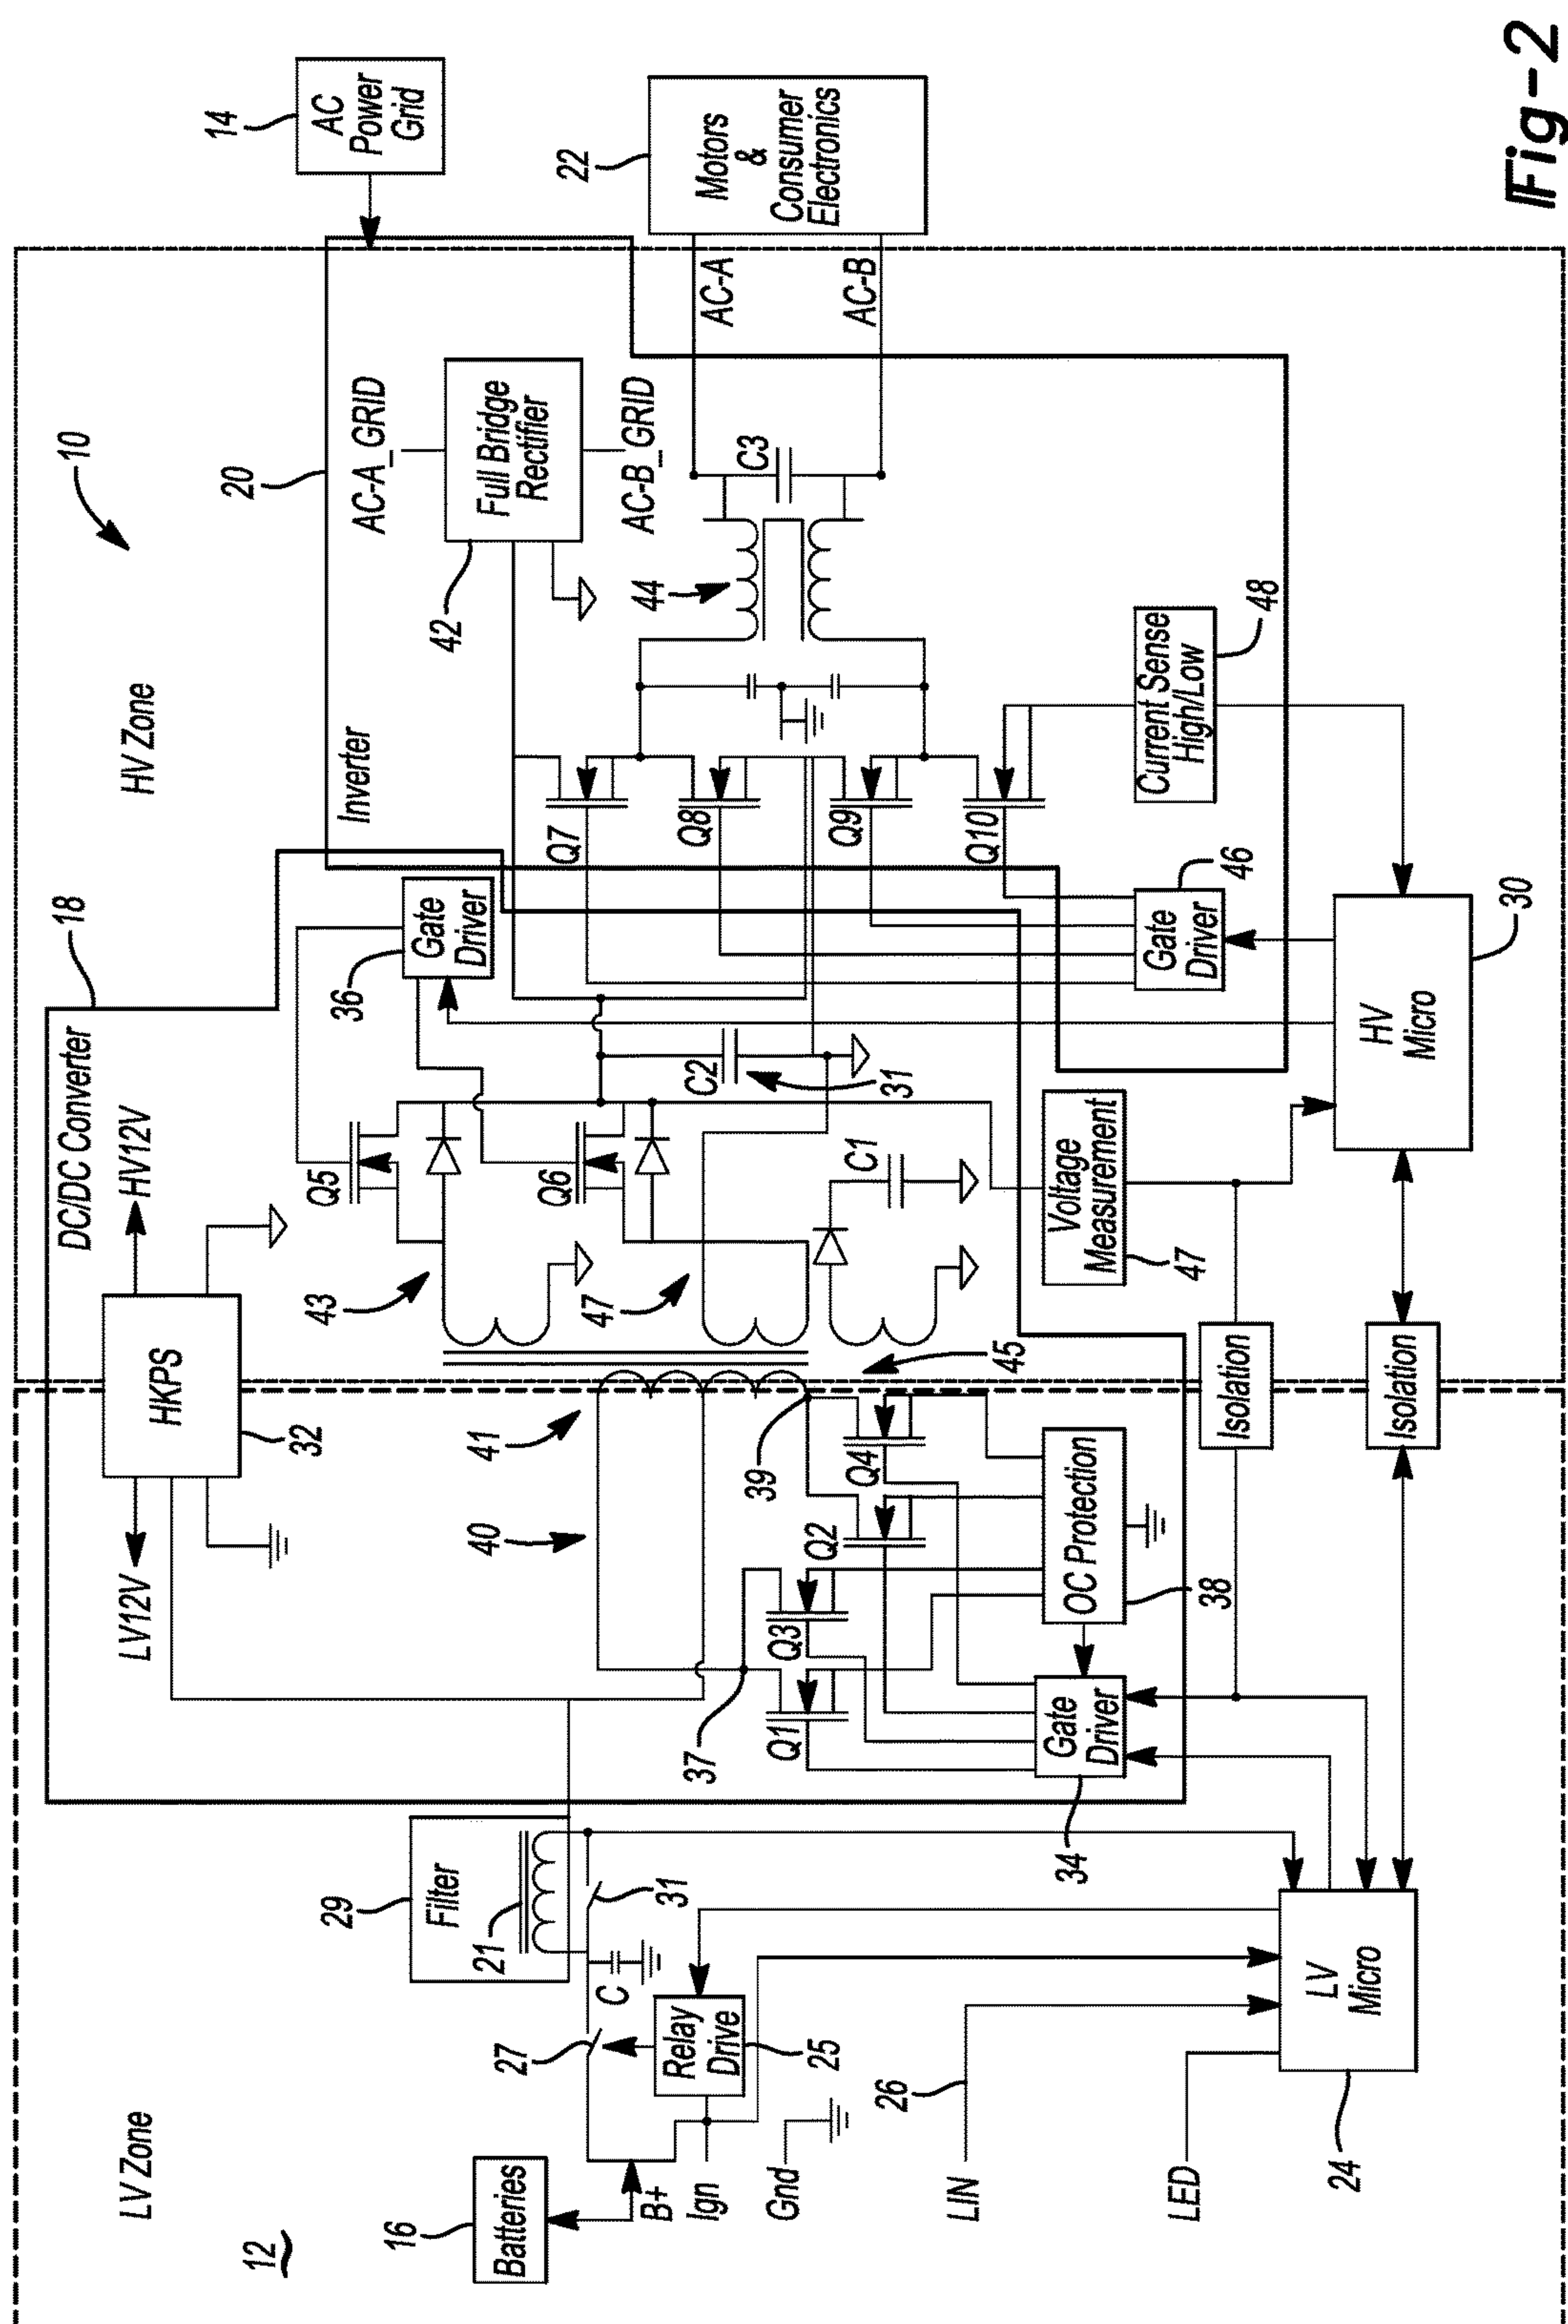 10
HV Zone
LV Zone
12
14
AC
Power
Grid
18
DC/DC Converter
HV12V
LV12V
HKPS
32
20
Inverter
AC-A_GRID
Full Bridge
Rectifier
AC-B_GRID
42
22
Motors
&
Consumer
Electronics
AC-A
AC-B
C3
44
Gate
Driver
36
Q5
Q6
43
47
C2
31
C1
45
41
40
39
37
Q7
Q8
Q9
Q10
Gate
Driver
46
Current Sense
High/Low
48
Voltage
Measurement
47
HV
Micro
30
Isolation
Isolation
Q1
Q3
Q2
Q4
OC Protection
38
Gate
Driver
34
29
Filter
21
31
27
C
Relay
Drive
25
16
Batteries
B+
Ign
Gnd
26
LIN
LED
LV
Micro
24
Fig-2